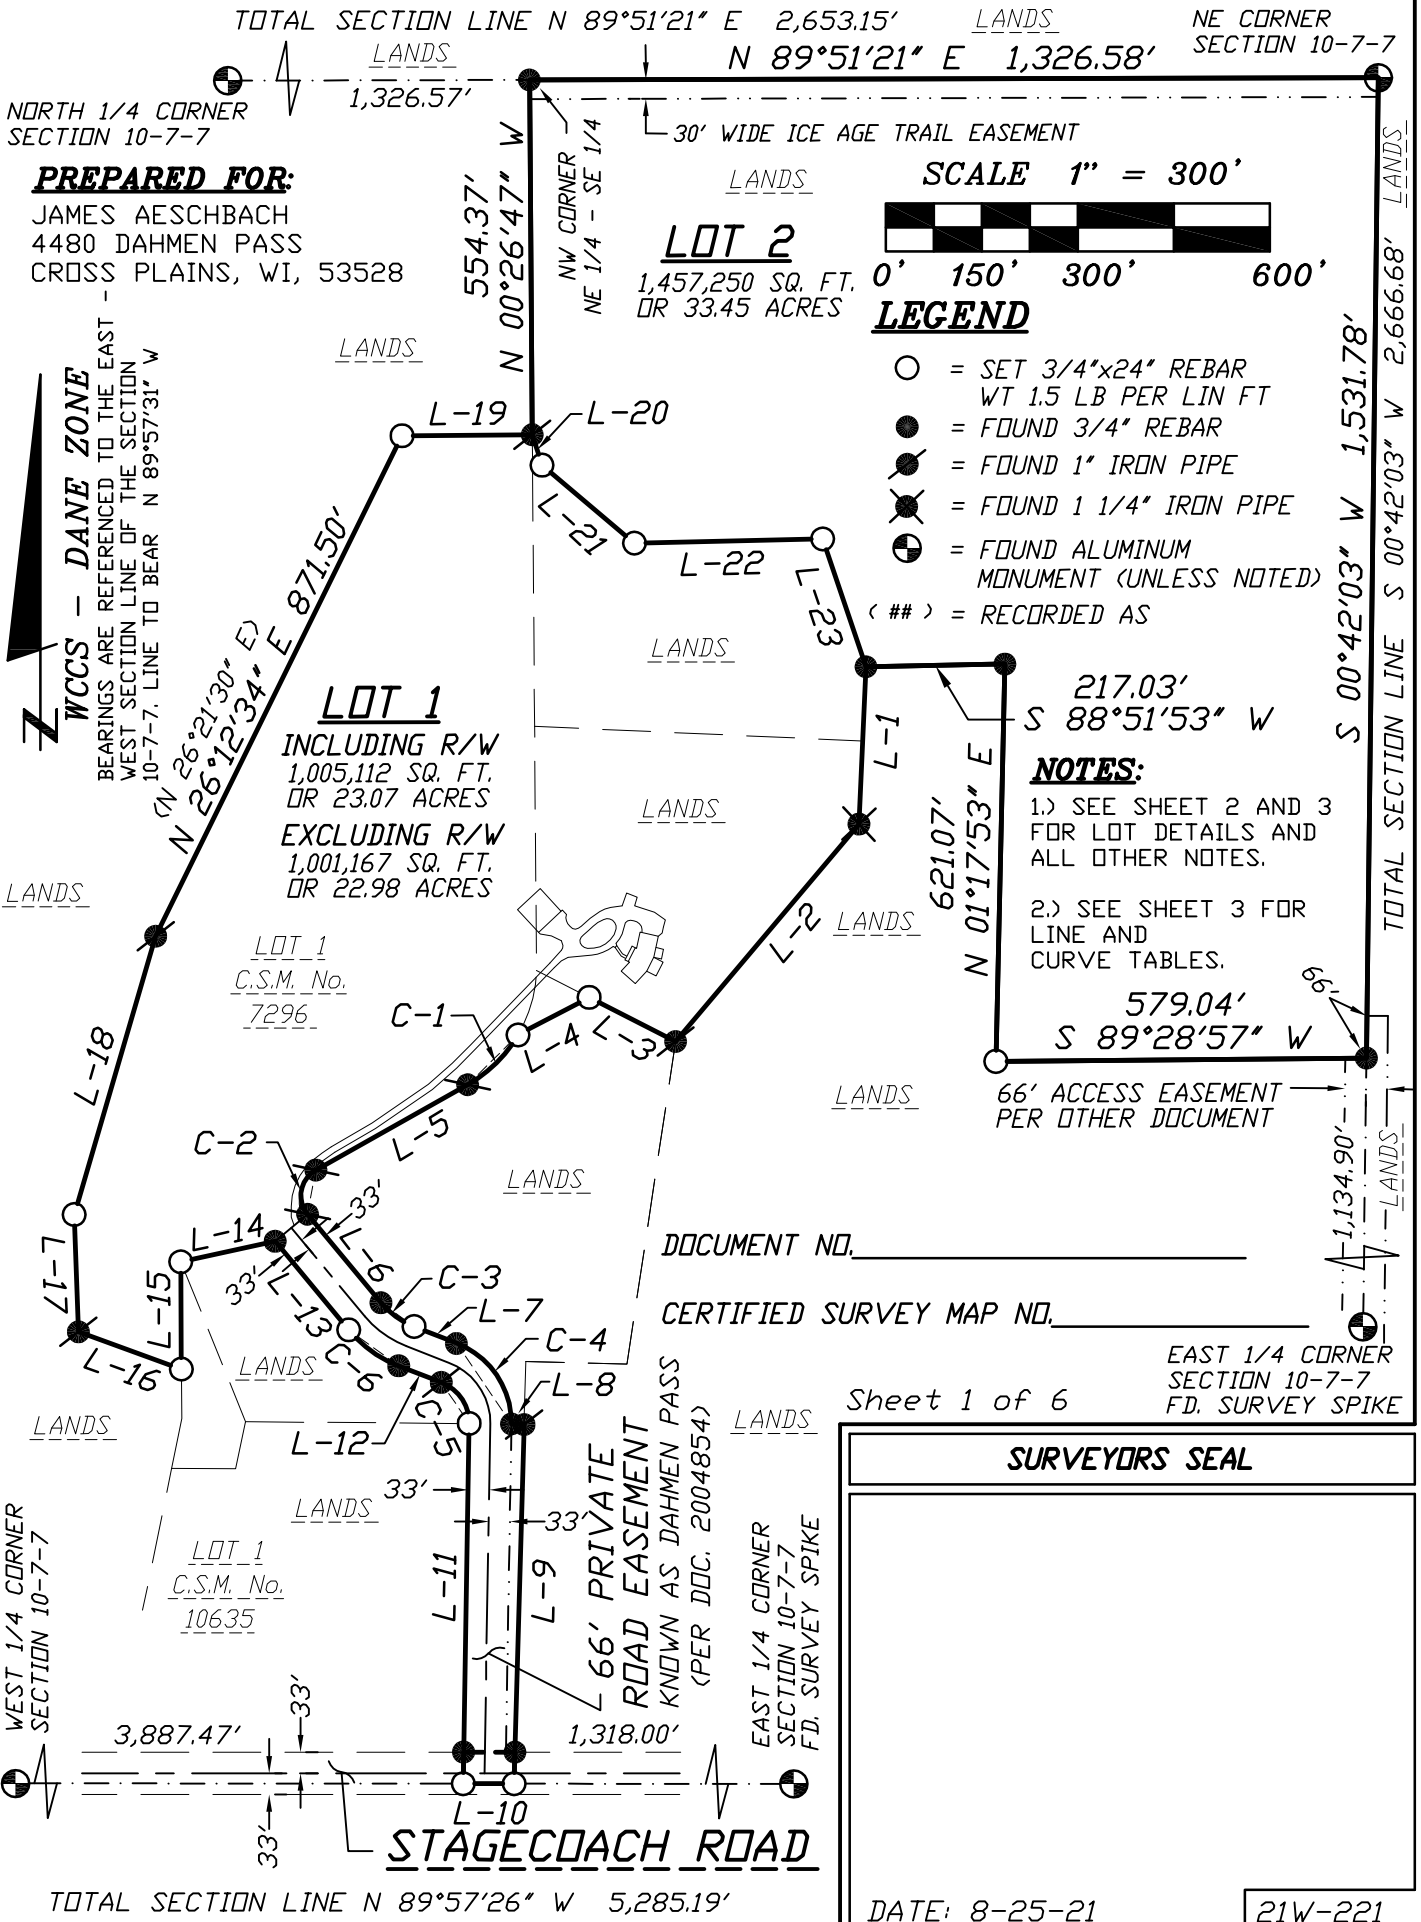 TOTAL SECTION LINE N 89°51'21" E 2,653.15'
LANDS
NE CORNER
SECTION 10-7-7
LANDS
N 89°51'21" E 1,326.58'
1,326.57'
NORTH 1/4 CORNER
SECTION 10-7-7
30' WIDE ICE AGE TRAIL EASEMENT
PREPARED FOR:
JAMES AESCHBACH
4480 DAHMEN PASS
CROSS PLAINS, WI, 53528
554.37'
N 00°26'47" W
NW CORNER -
NE 1/4 - SE 1/4
LANDS
LOT 2
1,457,250 SQ. FT.
OR 33.45 ACRES
SCALE 1" = 300'
0' 150' 300' 600'
LEGEND
= SET 3/4"x24" REBAR
WT 1.5 LB PER LIN FT
= FOUND 3/4" REBAR
= FOUND 1" IRON PIPE
= FOUND 1 1/4" IRON PIPE
= FOUND ALUMINUM
MONUMENT (UNLESS NOTED)
( ## ) = RECORDED AS
LANDS
S 00°42'03" W 1,531.78'
TOTAL SECTION LINE S 00°42'03" W 2,666.68'
WCCS - DANE ZONE
BEARINGS ARE REFERENCED TO THE EAST -
WEST SECTION LINE OF THE SECTION
10-7-7. LINE TO BEAR N 89°57'31" W
LANDS
L-19
L-20
L-21
L-22
L-23
(N 26°21'30" E)
N 26°12'34" E 871.50'
LANDS
LOT 1
INCLUDING R/W
1,005,112 SQ. FT.
OR 23.07 ACRES
EXCLUDING R/W
1,001,167 SQ. FT.
OR 22.98 ACRES
L-1
217.03'
S 88°51'53" W
LANDS
621.07'
N 01°17'53" E
NOTES:
1.) SEE SHEET 2 AND 3
FOR LOT DETAILS AND
ALL OTHER NOTES.
2.) SEE SHEET 3 FOR
LINE AND
CURVE TABLES.
LANDS
L-2
LANDS
LOT 1
C.S.M. No.
7296
C-1
L-4
L-3
66'
579.04'
S 89°28'57" W
L-18
L-5
LANDS
66' ACCESS EASEMENT
PER OTHER DOCUMENT
C-2
LANDS
1,134.90'
LANDS
33'
L-14
L-6
L-17
L-15
33'
L-13
C-3
L-7
DOCUMENT NO.
CERTIFIED SURVEY MAP NO.
L-16
LANDS
C-6
C-4
L-8
EAST 1/4 CORNER
SECTION 10-7-7
FD. SURVEY SPIKE
Sheet 1 of 6
LANDS
L-12
C-5
LANDS
SURVEYORS SEAL
33'
LANDS
33'
LOT 1
C.S.M. No.
10635
L-11
L-9
66' PRIVATE
ROAD EASEMENT
KNOWN AS DAHMEN PASS
(PER DOC. 2004854)
WEST 1/4 CORNER
SECTION 10-7-7
EAST 1/4 CORNER
SECTION 10-7-7
FD. SURVEY SPIKE
33'
3,887.47'
1,318.00'
L-10
33'
STAGECOACH ROAD
TOTAL SECTION LINE N 89°57'26" W 5,285.19'
DATE: 8-25-21
21W-221